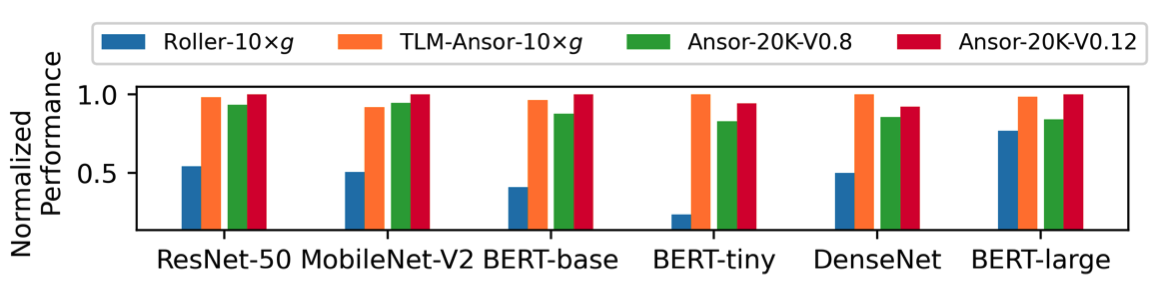 Roller-10×g TLM-Ansor-10×g Ansor-20K-V0.8 Ansor-20K-V0.12
Normalized
Performance
1.0
0.5
ResNet-50 MobileNet-V2 BERT-base BERT-tiny DenseNet BERT-large